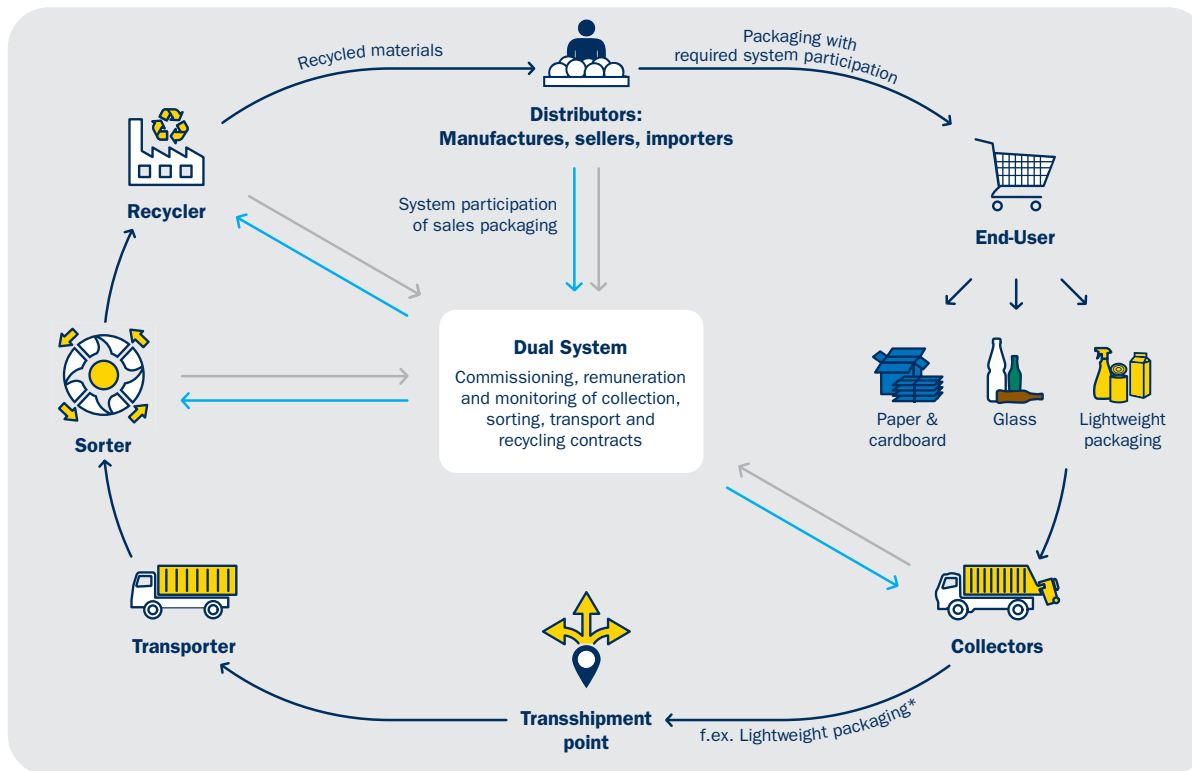 Recycled materials
Packaging with
required system participation
Distributors:
Manufactures, sellers, importers
Recycler
System participation
of sales packaging
End-User
Dual System
Commissioning, remuneration
and monitoring of collection,
sorting, transport and
recycling contracts
Paper &
cardboard
Glass
Lightweight
packaging
Sorter
Transporter
Collectors
Transshipment
point
f.ex. Lightweight packaging*